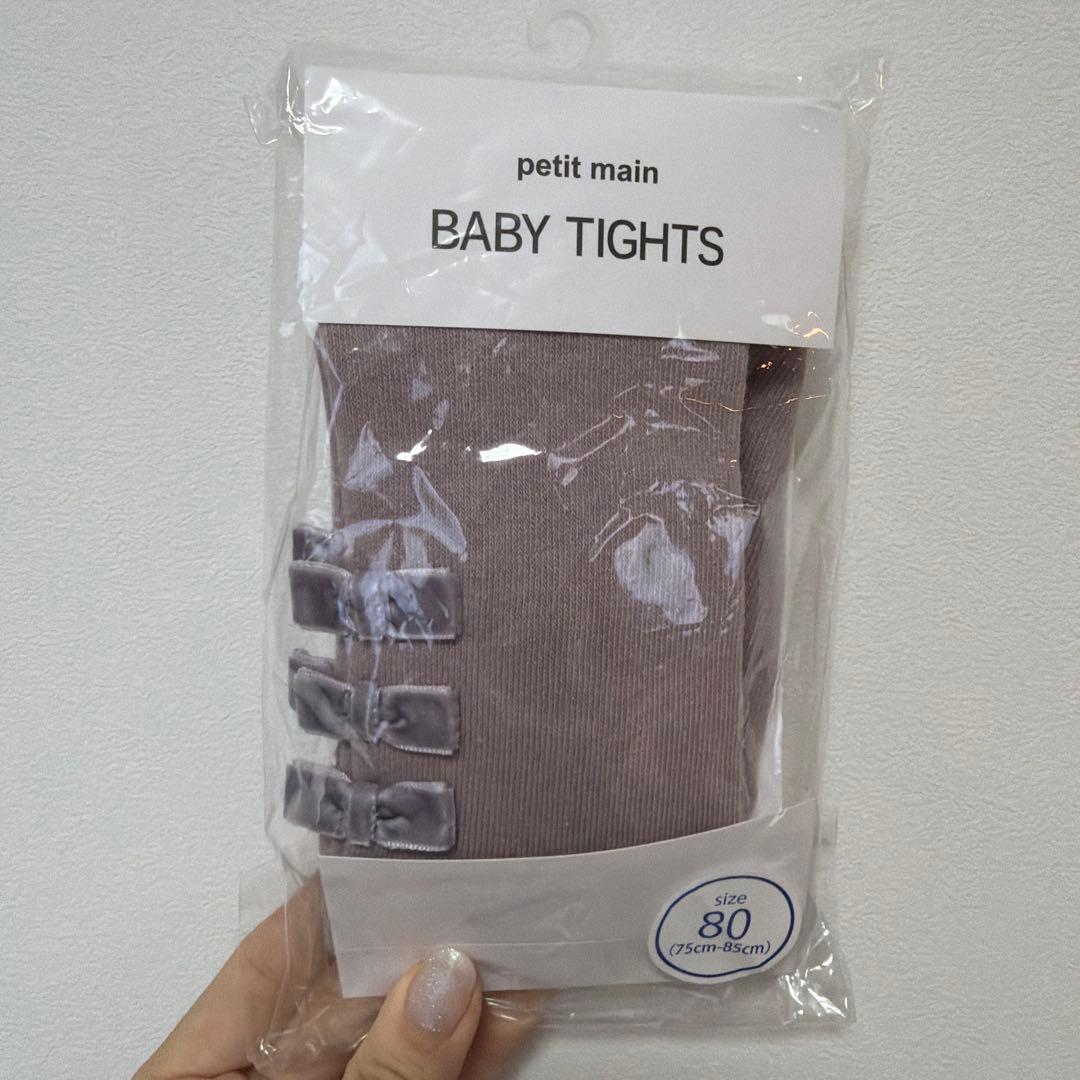 petit main
BABY TIGHTS
size
80
(75cm-85cm)